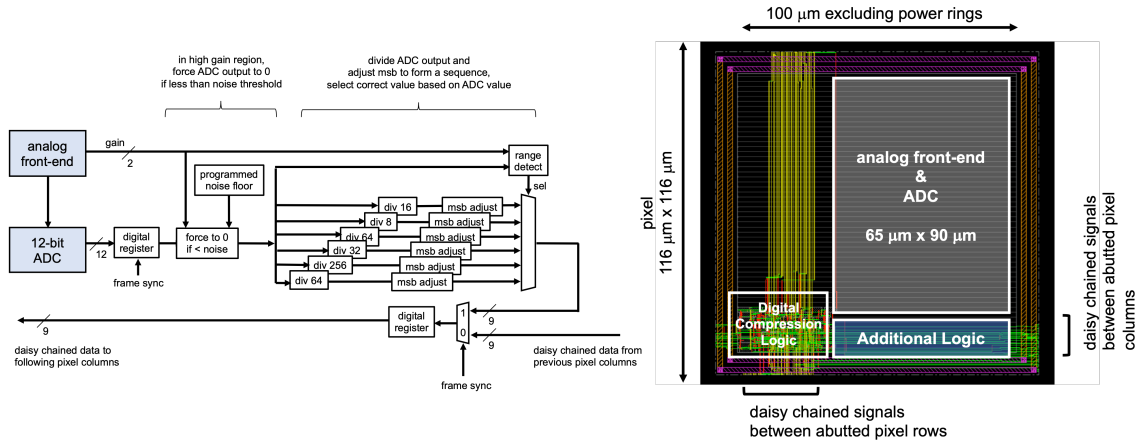 in high gain region,
force ADC output to 0
if less than noise threshold
divide ADC output and
adjust msb to form a sequence,
select correct value based on ADC value
analog
front-end
gain
2
range
detect
sel
programmed
noise floor
12-bit
ADC
12
digital
register
frame sync
force to 0
if < noise
div 16
msb adjust
div 8
msb adjust
div 64
msb adjust
div 32
msb adjust
div 256
msb adjust
div 64
msb adjust
digital
register
1
0
9
9
9
frame sync
daisy chained data to
following pixel columns
daisy chained data from
previous pixel columns
100 μm excluding power rings
pixel
116 μm x 116 μm
analog front-end
&
ADC
65 μm x 90 μm
Digital
Compression
Logic
Additional Logic
daisy chained signals
between abutted pixel
columns
daisy chained signals
between abutted pixel rows